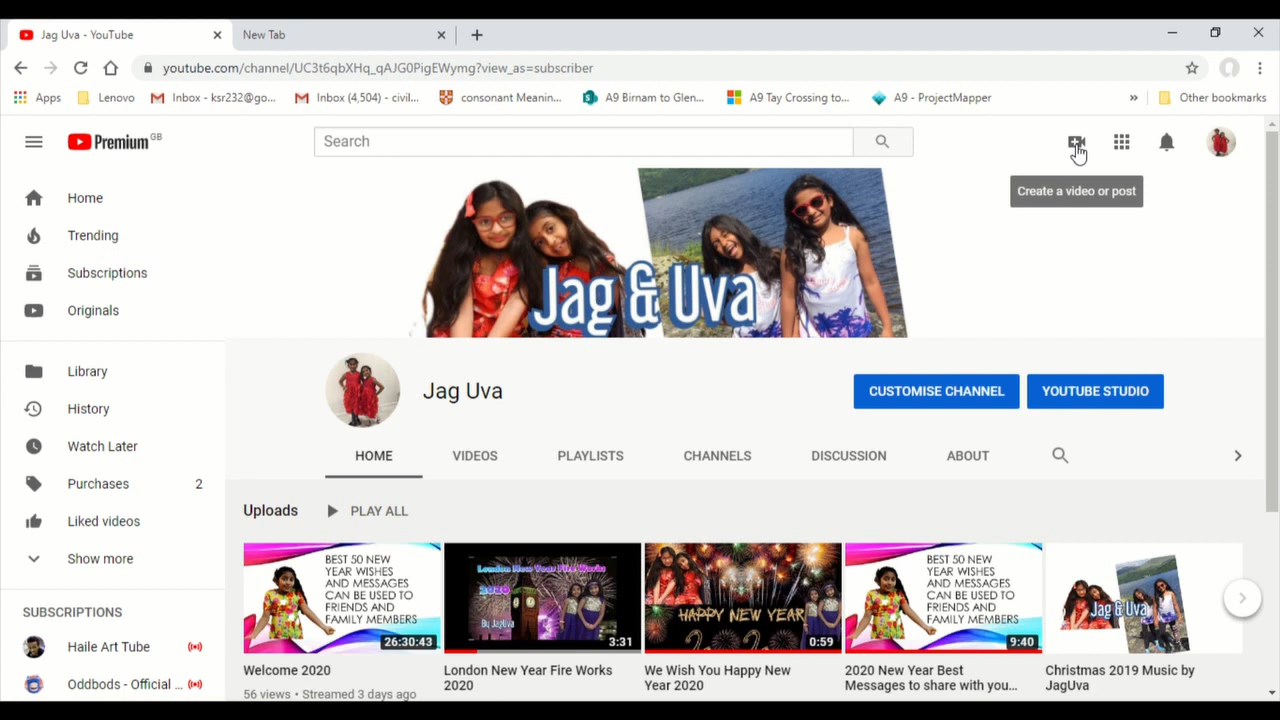 Jag Uva - YouTube
New Tab
youtube.com/channel/UC3t6qbXHq_qAJG0PigEWymg?view_as=subscriber
Apps
Lenovo
Inbox - ksr232@go...
Inbox (4,504) - civil...
consonant Meanin...
A9 Birnam to Glen...
A9 Tay Crossing to...
A9 - ProjectMapper
Other bookmarks
Premium GB
Search
Create a video or post
Home
Trending
Subscriptions
Originals
Library
History
Watch Later
Purchases 2
Liked videos
Show more
SUBSCRIPTIONS
Haile Art Tube
Oddbods - Official ...
Jag & Uva
Jag Uva
CUSTOMISE CHANNEL
YOUTUBE STUDIO
HOME
VIDEOS
PLAYLISTS
CHANNELS
DISCUSSION
ABOUT
Uploads
PLAY ALL
BEST 50 NEW
YEAR WISHES
AND MESSAGES
CAN BE USED TO
FRIENDS AND
FAMILY MEMBERS
26:30:43
Welcome 2020
56 views • Streamed 3 days ago
London New Year Fire Works
2020
By JagUva
3:31
London New Year Fire Works
2020
HAPPY NEW YEAR
0:59
We Wish You Happy New
Year 2020
BEST 50 NEW
YEAR WISHES
AND MESSAGES
CAN BE USED TO
FRIENDS AND
FAMILY MEMBERS
9:40
2020 New Year Best
Messages to share with you...
Jag & Uva
Christmas 2019 Music by
JagUva